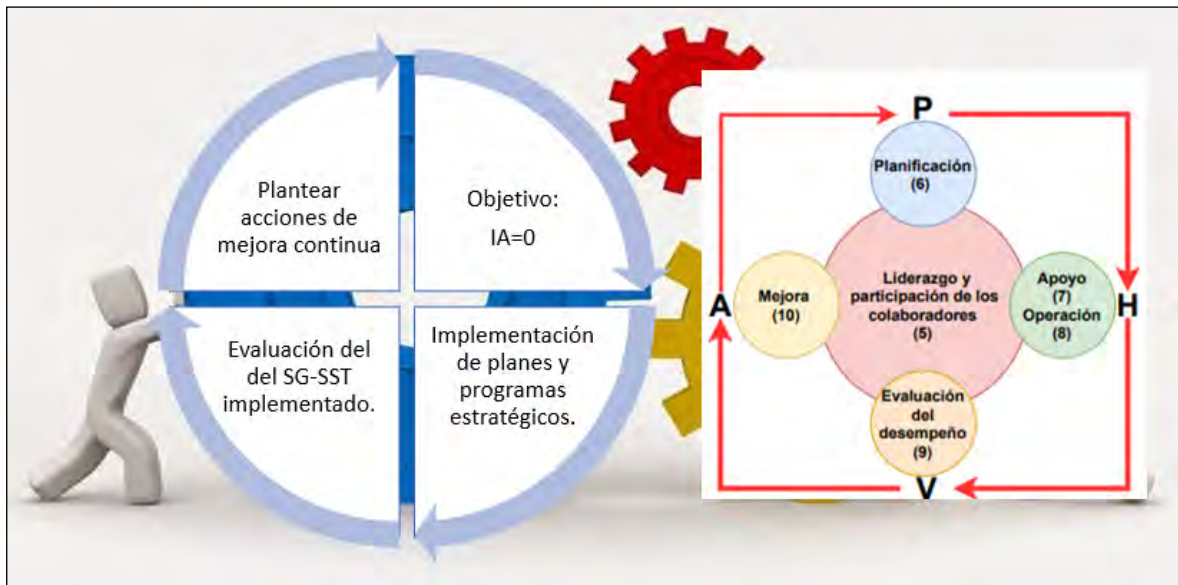 Plantear
acciones de
mejora continua
Objetivo:
IA=0
Evaluación del
del SG-SST
implementado.
Implementación
de planes y
programas
estratégicos.
P
Planificación
(6)
A
Mejora
(10)
Liderazgo y
participación de los
colaboradores
(5)
Apoyo
(7)
Operación
(8)
H
Evaluación
del
desempeño
(9)
V